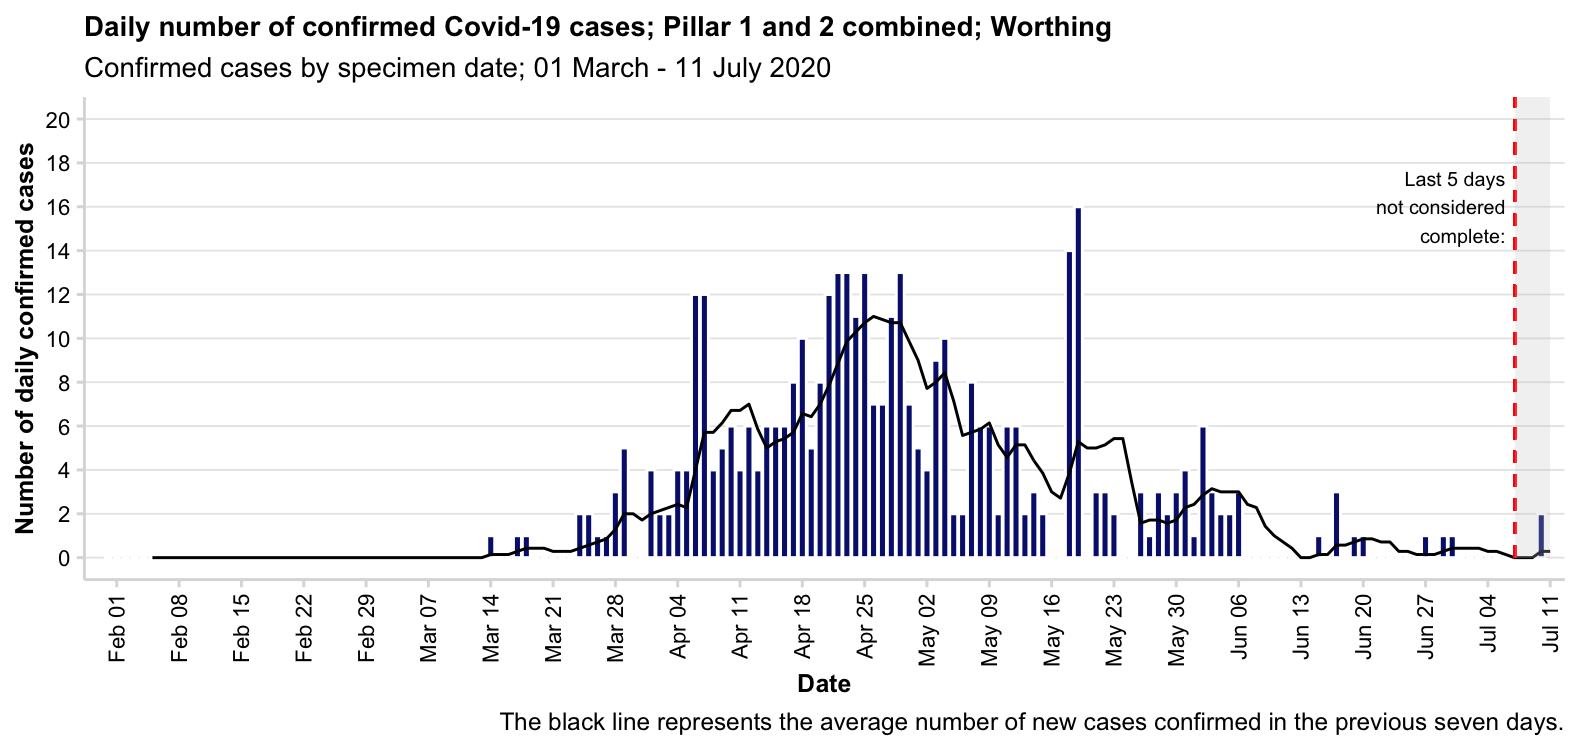 Daily number of confirmed Covid-19 cases; Pillar 1 and 2 combined; Worthing
Confirmed cases by specimen date; 01 March - 11 July 2020
Number of daily confirmed cases
20
18
16
14
12
10
8
6
4
2
0
Last 5 days
not considered
complete:
Feb 01
Feb 08
Feb 15
Feb 22
Feb 29
Mar 07
Mar 14
Mar 21
Mar 28
Apr 04
Apr 11
Apr 18
Apr 25
May 02
May 09
May 16
May 23
May 30
Jun 06
Jun 13
Jun 20
Jun 27
Jul 04
Jul 11
Date
The black line represents the average number of new cases confirmed in the previous seven days.